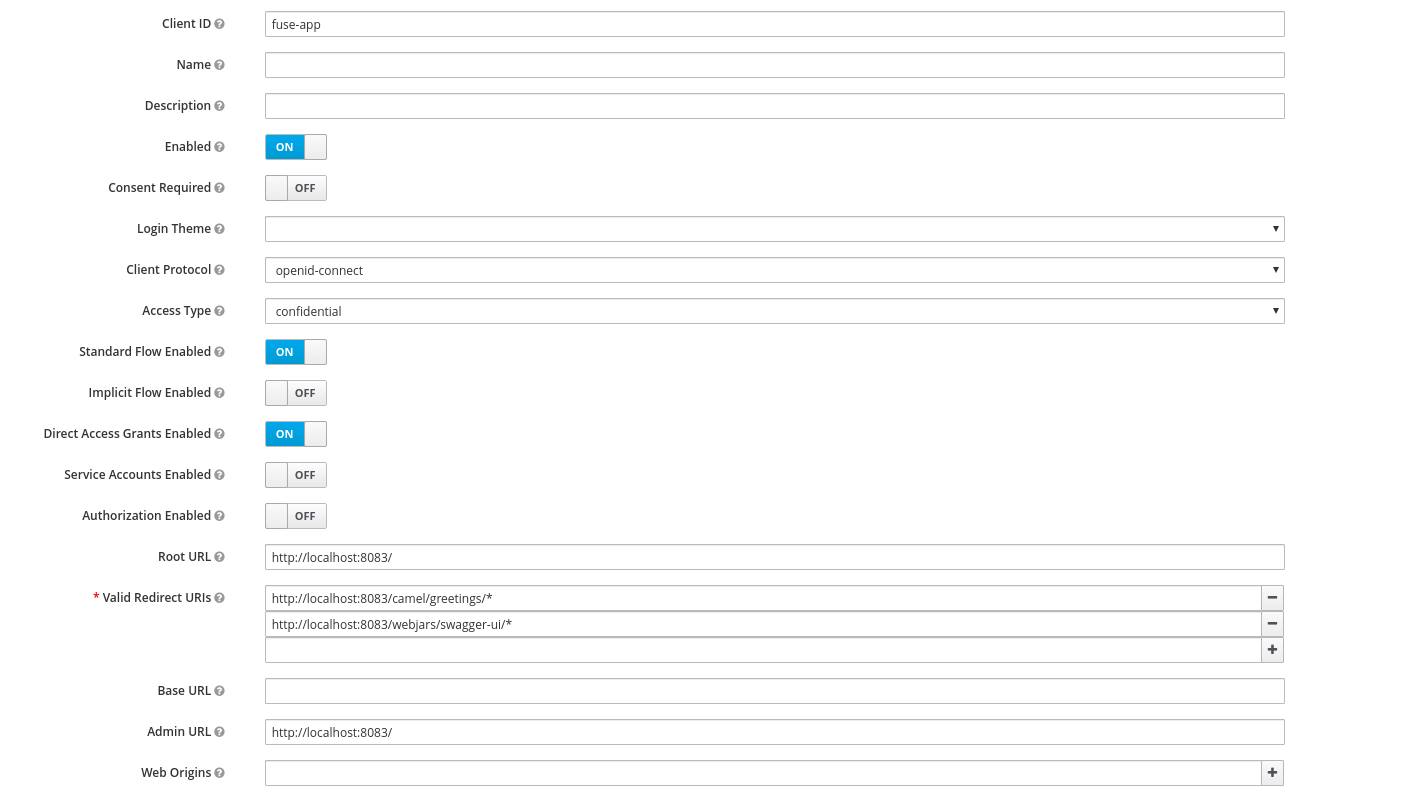 Client ID fuse-app
Name
Description
Enabled ON
Consent Required OFF
Login Theme
Client Protocol openid-connect
Access Type confidential
Standard Flow Enabled ON
Implicit Flow Enabled OFF
Direct Access Grants Enabled ON
Service Accounts Enabled OFF
Authorization Enabled OFF
Root URL http://localhost:8083/
* Valid Redirect URIs http://localhost:8083/camel/greetings/*
http://localhost:8083/webjars/swagger-ui/*
Base URL
Admin URL http://localhost:8083/
Web Origins